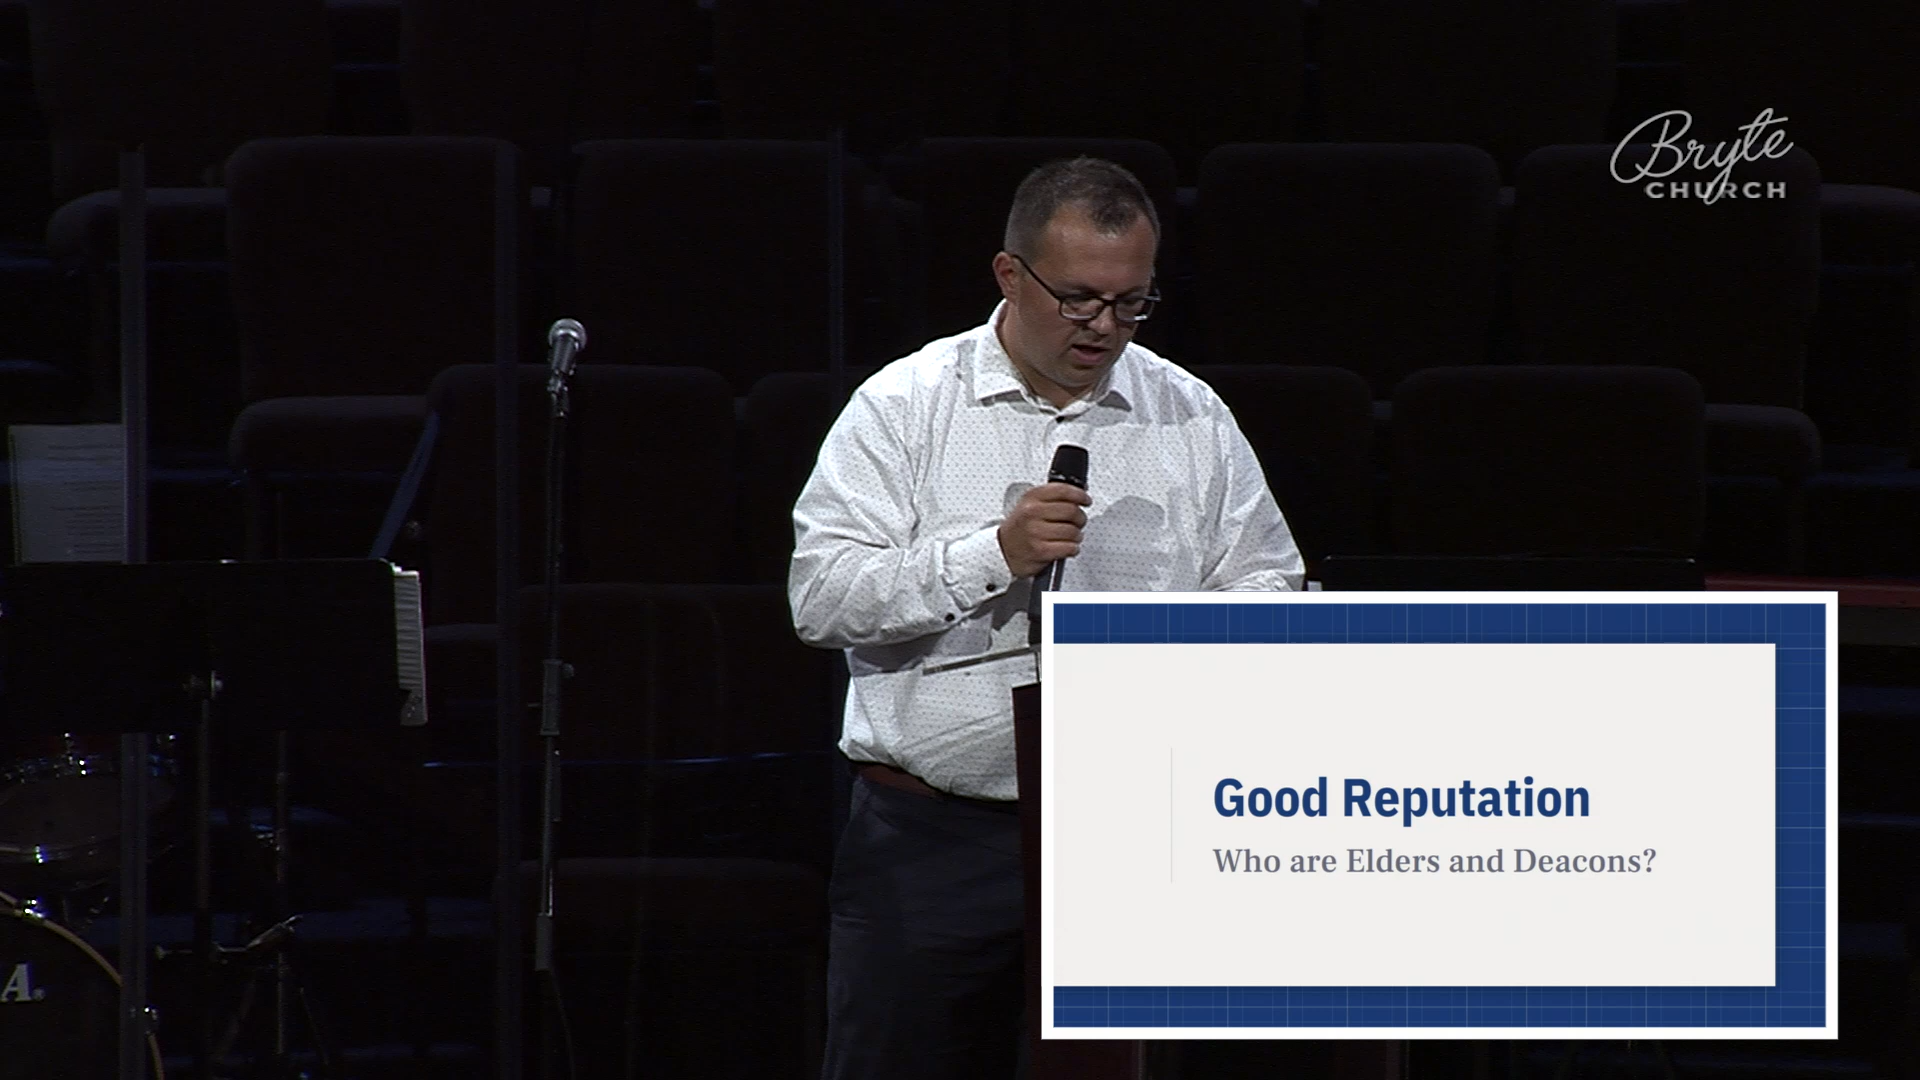 Bryte
CHURCH
Good Reputation
Who are Elders and Deacons?
A.